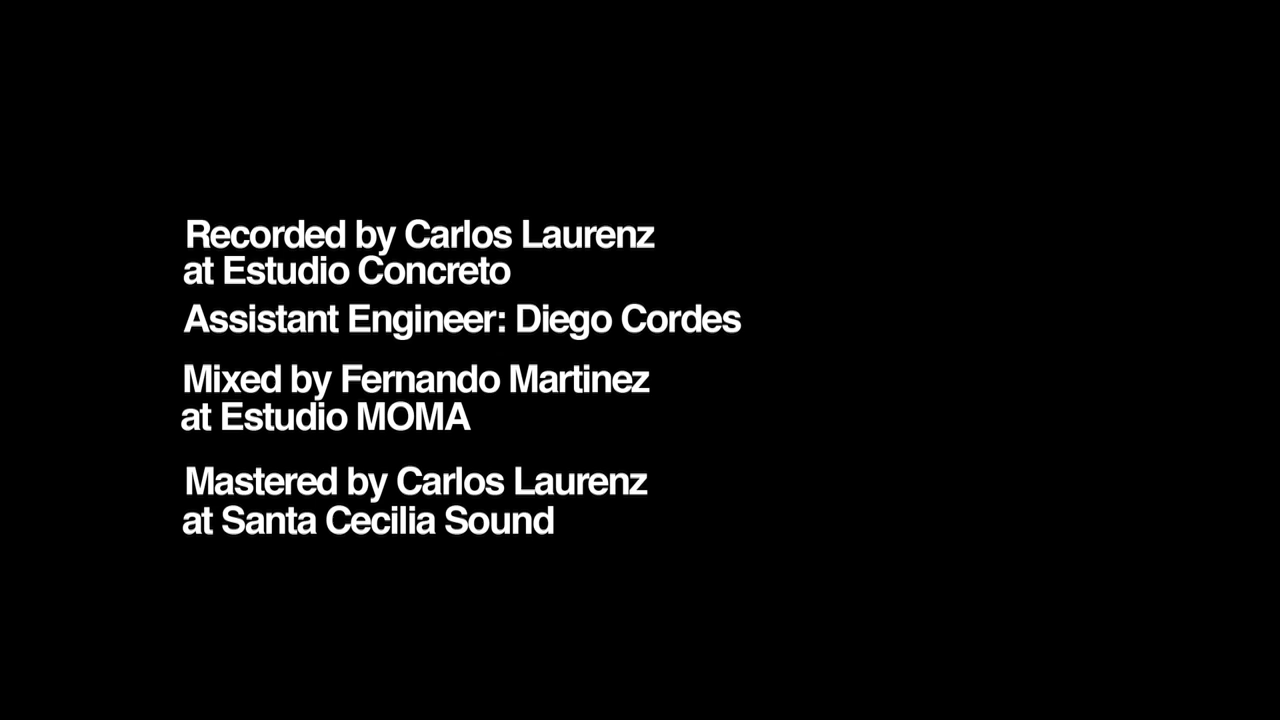 Recorded by Carlos Laurenz
at Estudio Concreto
Assistant Engineer: Diego Cordes
Mixed by Fernando Martinez
at Estudio MOMA
Mastered by Carlos Laurenz
at Santa Cecilia Sound